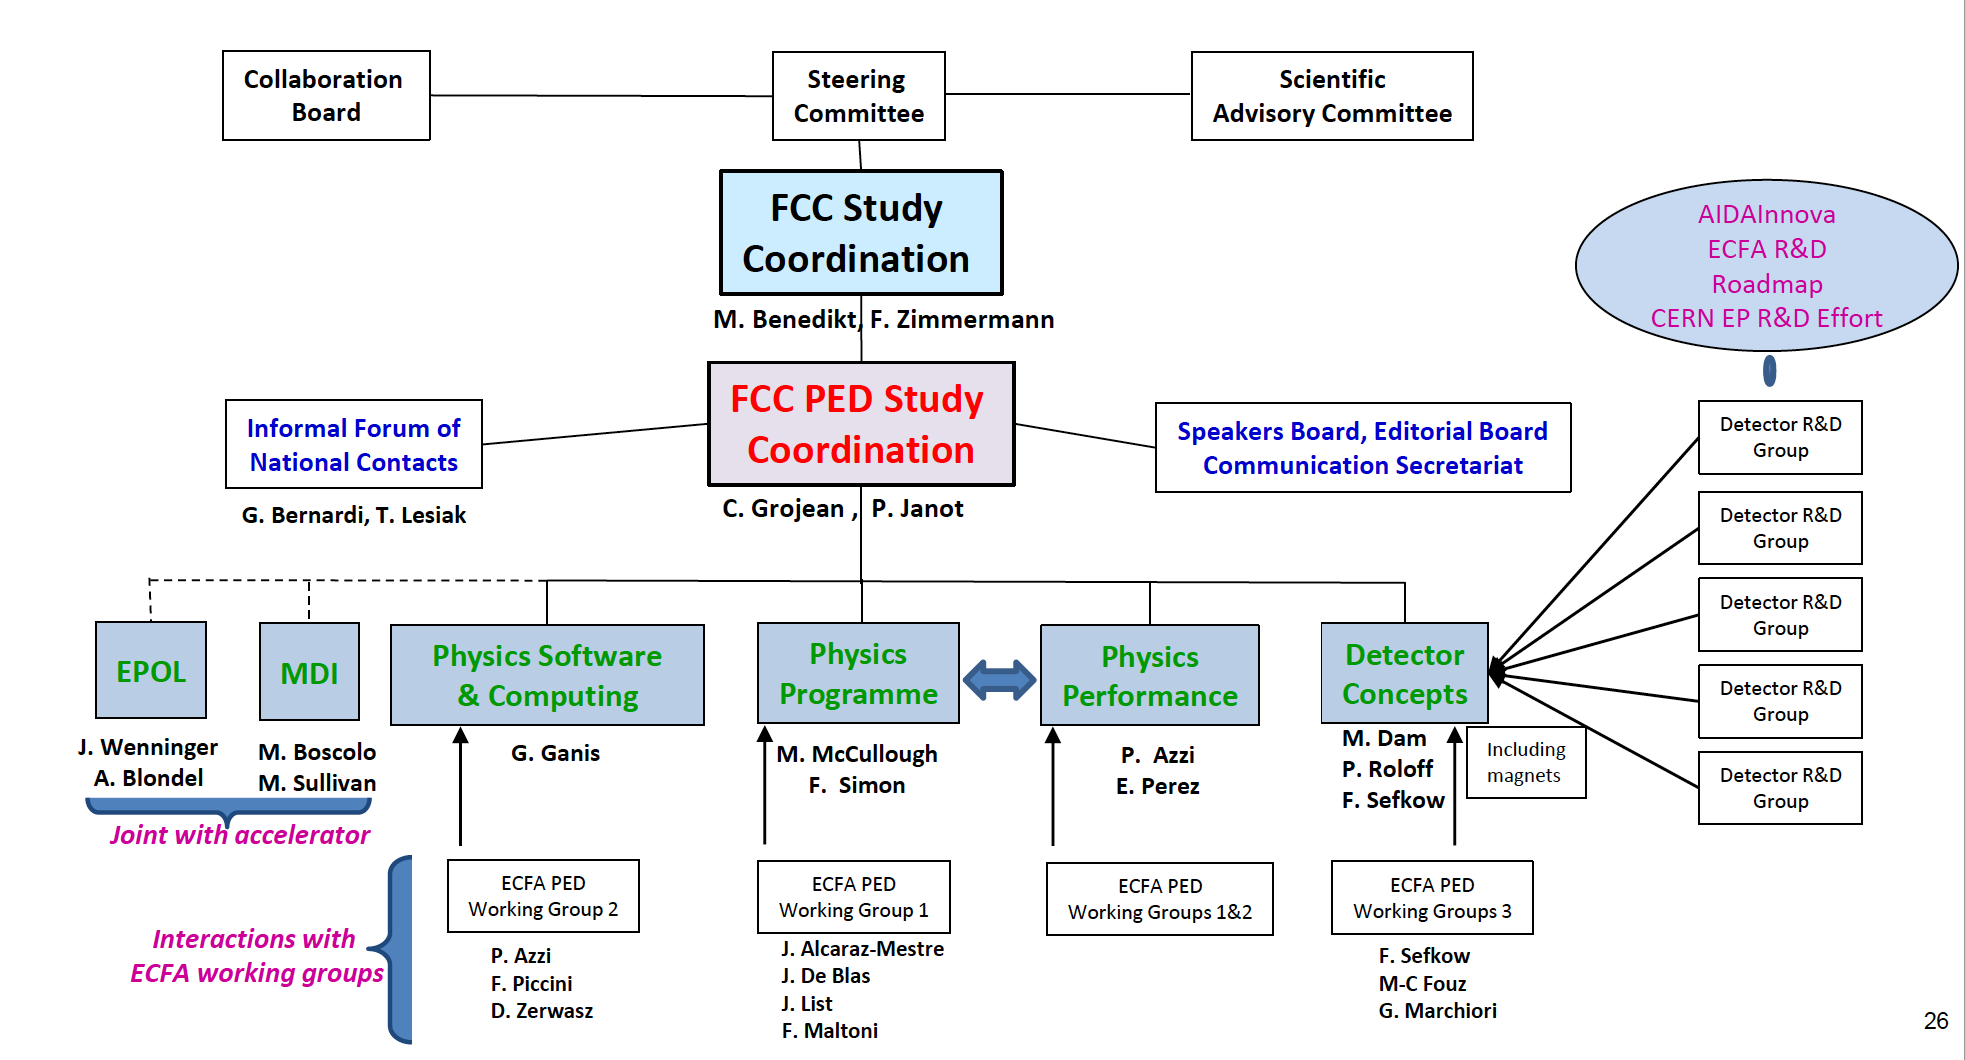 Collaboration
Board
Steering
Committee
Scientific
Advisory Committee
FCC Study
Coordination
M. Benedikt, F. Zimmermann
AIDAInnova
ECFA R&D
Roadmap
CERN EP R&D Effort
FCC PED Study
Coordination
C. Grojean , P. Janot
Informal Forum of
National Contacts
G. Bernardi, T. Lesiak
Speakers Board, Editorial Board
Communication Secretariat
Detector R&D
Group
Detector R&D
Group
Detector R&D
Group
Detector R&D
Group
Detector R&D
Group
EPOL
J. Wenninger
A. Blondel
MDI
M. Boscolo
M. Sullivan
Joint with accelerator
Physics Software
& Computing
G. Ganis
Physics
Programme
M. McCullough
F. Simon
Physics
Performance
P. Azzi
E. Perez
Detector
Concepts
M. Dam
P. Roloff
F. Sefkow
Including
magnets
Interactions with
ECFA working groups
ECFA PED
Working Group 2
P. Azzi
F. Piccini
D. Zerwasz
ECFA PED
Working Group 1
J. Alcaraz-Mestre
J. De Blas
J. List
F. Maltoni
ECFA PED
Working Groups 1&2
ECFA PED
Working Groups 3
F. Sefkow
M-C Fouz
G. Marchiori
26